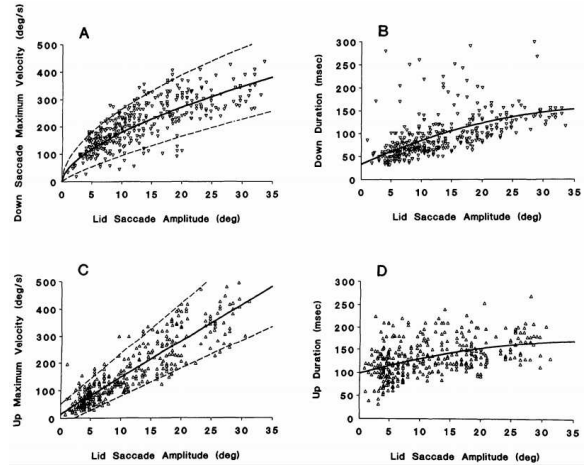 A
Down Saccade Maximum Velocity (deg/s)
500
400
300
200
100
0
0 5 10 15 20 25 30 35
Lid Saccade Amplitude (deg)
B
Down Duration (msec)
300
250
200
150
100
50
0
0 5 10 15 20 25 30 35
Lid Saccade Amplitude (deg)
C
Up Maximum Velocity (deg/s)
500
400
300
200
100
0
0 5 10 15 20 25 30 35
Lid Saccade Amplitude (deg)
D
Up Duration (msec)
300
250
200
150
100
50
0
0 5 10 15 20 25 30 35
Lid Saccade Amplitude (deg)